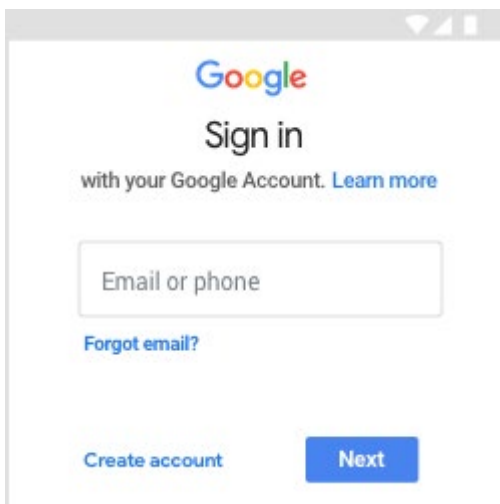 Google
Sign in
with your Google Account. Learn more
Email or phone
Forgot email?
Create account
Next